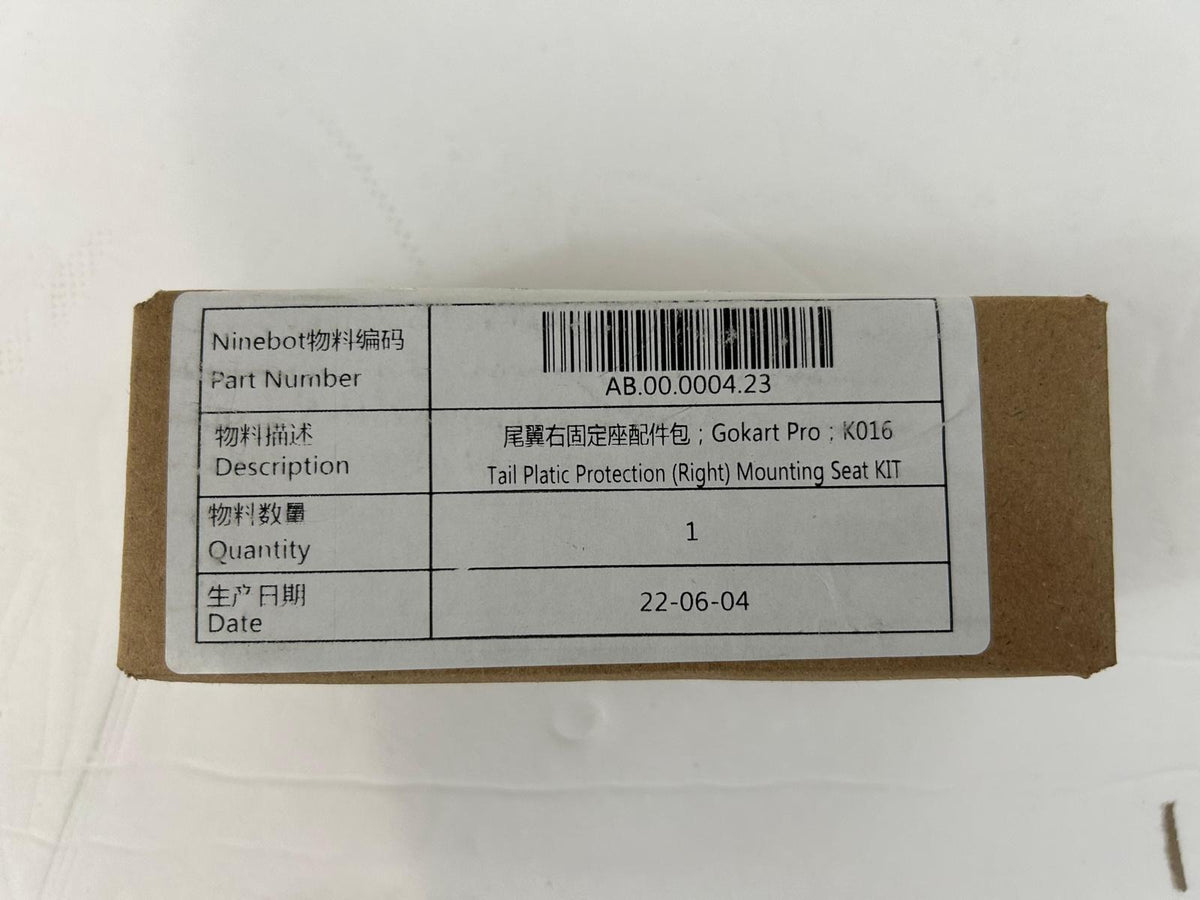 Ninebot物料编码
Part Number
AB.00.0004.23
物料描述
Description
尾翼右固定座配件包；Gokart Pro；K016
Tail Platic Protection (Right) Mounting Seat KIT
物料数量
Quantity
1
生产日期
Date
22-06-04